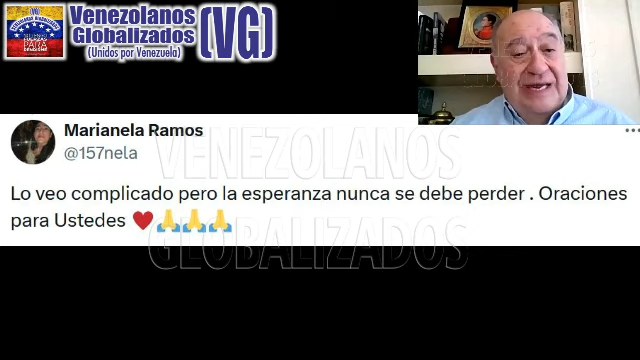 Venezolanos
Globalizados
(Unidos por Venezuela)
(VG)
(VG)
Marianela Ramos
@157nela
VENEZOLANOS
Lo veo complicado pero la esperanza nunca se debe perder . Oraciones
para Ustedes ❤️🙏🙏🙏
GLOBALIZADOS